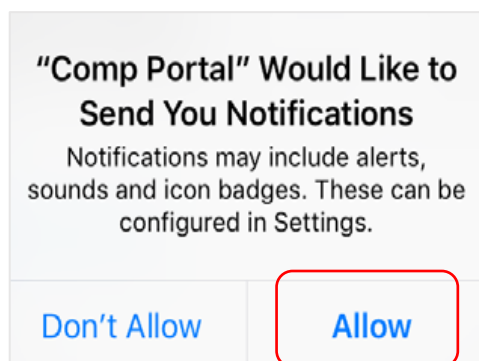 “Comp Portal” Would Like to
Send You Notifications
Notifications may include alerts,
sounds and icon badges. These can be
configured in Settings.
Don’t Allow
Allow